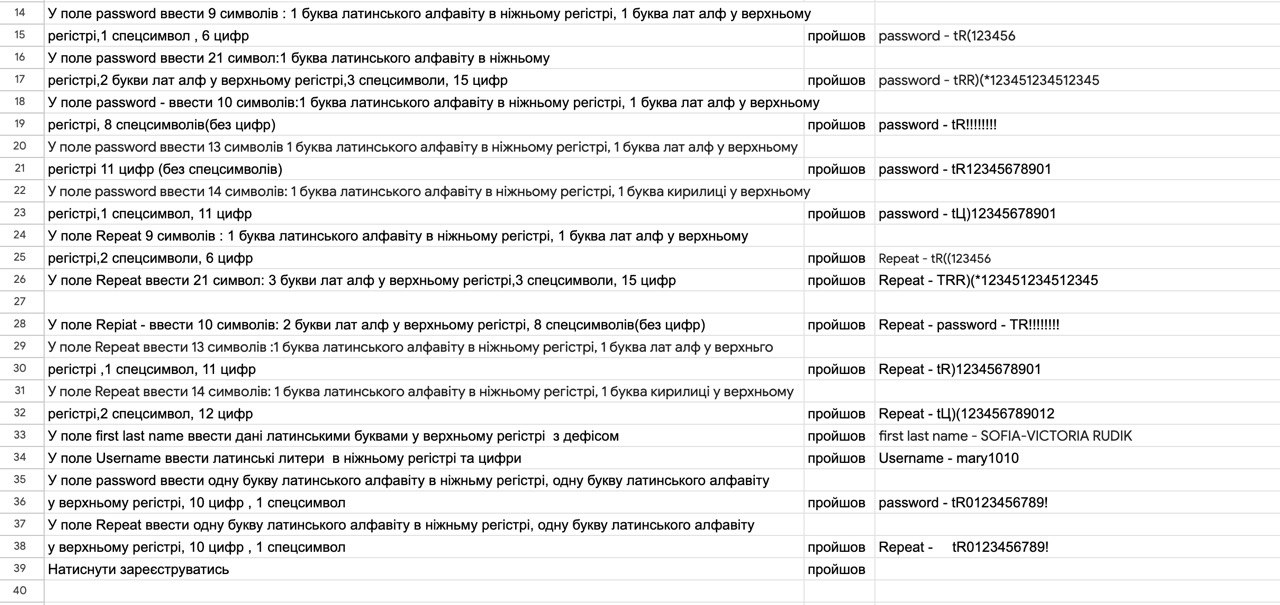 14 У поле password ввести 9 символів : 1 буква латинського алфавіту в ніжньому регістрі, 1 буква лат алф у верхньому
15 регістрі,1 спецсимвол , 6 цифр пройшов password - tR(123456
16 У поле password ввести 21 символ:1 буква латинського алфавіту в ніжньому
17 регістрі,2 букви лат алф у верхньому регістрі,3 спецсимволи, 15 цифр пройшов password - tRR)(*123451234512345
18 У поле password - ввести 10 символів:1 буква латинського алфавіту в ніжньому регістрі, 1 буква лат алф у верхньому
19 регістрі, 8 спецсимволів(без цифр) пройшов password - tR!!!!!!!!
20 У поле password ввести 13 символів 1 буква латинського алфавіту в ніжньому регістрі, 1 буква лат алф у верхньому
21 регістрі 11 цифр (без спецсимволів) пройшов password - tR12345678901
22 У поле password ввести 14 символів: 1 буква латинського алфавіту в ніжньому регістрі, 1 буква кирилиці у верхньому
23 регістрі,1 спецсимвол, 11 цифр пройшов password - tЦ)12345678901
24 У поле Repeat 9 символів : 1 буква латинського алфавіту в ніжньому регістрі, 1 буква лат алф у верхньому
25 регістрі,2 спецсимволи, 6 цифр пройшов Repeat - tR((123456
26 У поле Repeat ввести 21 символ: 3 букви лат алф у верхньому регістрі,3 спецсимволи, 15 цифр пройшов Repeat - TRR)(*123451234512345
27
28 У поле Repiat - ввести 10 символів: 2 букви лат алф у верхньому регістрі, 8 спецсимволів(без цифр) пройшов Repeat - password - TR!!!!!!!!
29 У поле Repeat ввести 13 символів :1 буква латинського алфавіту в ніжньому регістрі, 1 буква лат алф у верхньго
30 регістрі ,1 спецсимвол, 11 цифр пройшов Repeat - tR)12345678901
31 У поле Repeat ввести 14 символів: 1 буква латинського алфавіту в ніжньому регістрі, 1 буква кирилиці у верхньому
32 регістрі,2 спецсимвол, 12 цифр пройшов Repeat - tЦ)(123456789012
33 У поле first last name ввести дані латинськими буквами у верхньому регістрі з дефісом пройшов first last name - SOFIA-VICTORIA RUDIK
34 У поле Username ввести латинські литери в ніжньому регістрі та цифри пройшов Username - mary1010
35 У поле password ввести одну букву латинського алфавіту в ніжньому регістрі, одну букву латинського алфавіту
36 у верхньому регістрі, 10 цифр , 1 спецсимвол пройшов password - tR0123456789!
37 У поле Repeat ввести одну букву латинського алфавіту в ніжньму регістрі, одну букву латинського алфавіту
38 у верхньому регістрі, 10 цифр , 1 спецсимвол пройшов Repeat - tR0123456789!
39 Натиснути зареєструватись пройшов
40